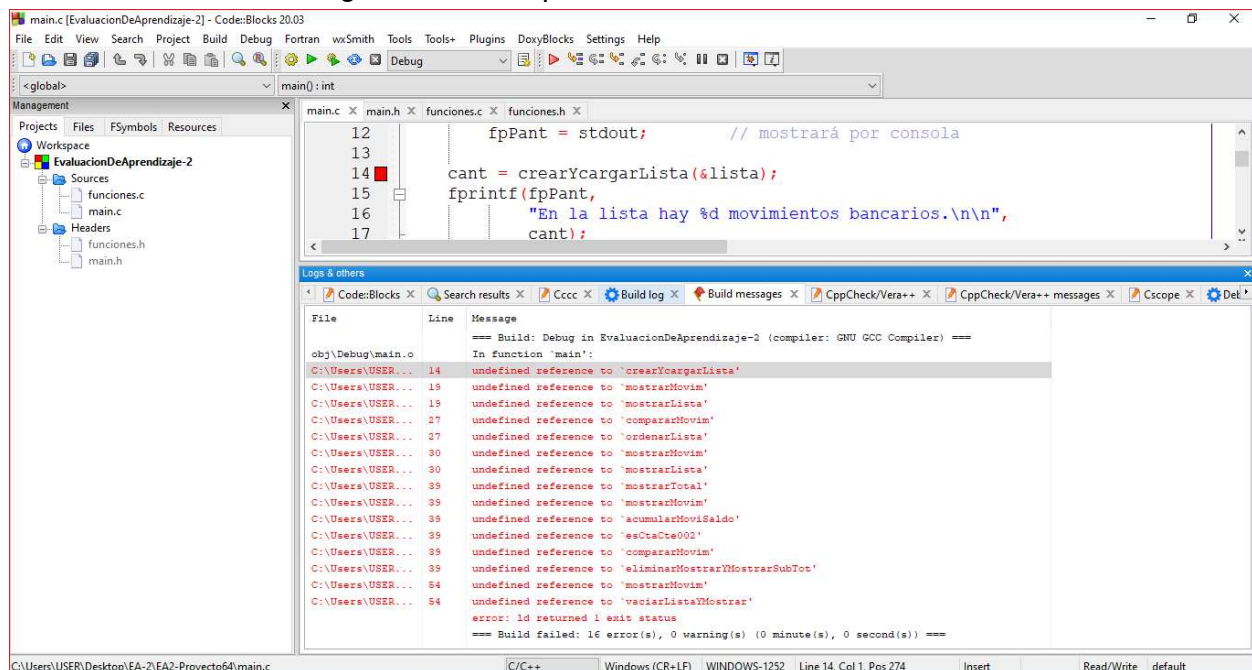 main.c [EvaluacionDeAprendizaje-2] - Code::Blocks 20.03
File Edit View Search Project Build Debug Fortran wxSmith Tools Tools+ Plugins DoxyBlocks Settings Help
Debug
<global> main() : int
Management
Projects Files FSymbols Resources
Workspace
EvaluacionDeAprendizaje-2
Sources
funciones.c
main.c
Headers
funciones.h
main.h
main.c X main.h X funciones.c X funciones.h X
12 fpPant = stdout; // mostrará por consola
13
14 cant = crearYcargarLista(&lista);
15 fprintf(fpPant,
16 "En la lista hay %d movimientos bancarios.\n\n",
17 cant);
Logs & others
Code::Blocks X Search results X Cccc X Build log X Build messages X CppCheck/Vera++ X CppCheck/Vera++ messages X Cscope X
File Line Message
=== Build: Debug in EvaluacionDeAprendizaje-2 (compiler: GNU GCC Compiler) ===
obj\Debug\main.o In function `main':
C:\Users\USER... 14 undefined reference to `crearYcargarLista'
C:\Users\USER... 19 undefined reference to `mostrarMovim'
C:\Users\USER... 19 undefined reference to `mostrarLista'
C:\Users\USER... 27 undefined reference to `compararMovim'
C:\Users\USER... 27 undefined reference to `ordenarLista'
C:\Users\USER... 30 undefined reference to `mostrarMovim'
C:\Users\USER... 30 undefined reference to `mostrarLista'
C:\Users\USER... 39 undefined reference to `mostrarTotal'
C:\Users\USER... 39 undefined reference to `mostrarMovim'
C:\Users\USER... 39 undefined reference to `acumularMoviSaldo'
C:\Users\USER... 39 undefined reference to `esCtaCte002'
C:\Users\USER... 39 undefined reference to `compararMovim'
C:\Users\USER... 39 undefined reference to `eliminarMostrarYMostrarSubTot'
C:\Users\USER... 54 undefined reference to `mostrarMovim'
C:\Users\USER... 54 undefined reference to `vaciarListaYMostrar'
error: ld returned 1 exit status
=== Build failed: 16 error(s), 0 warning(s) (0 minute(s), 0 second(s)) ===
C:\Users\USER\Desktop\EA-2\EA2-Proyecto64\main.c C/C++ Windows (CR+LF) WINDOWS-1252 Line 14, Col 1, Pos 274 Insert Read/Write default